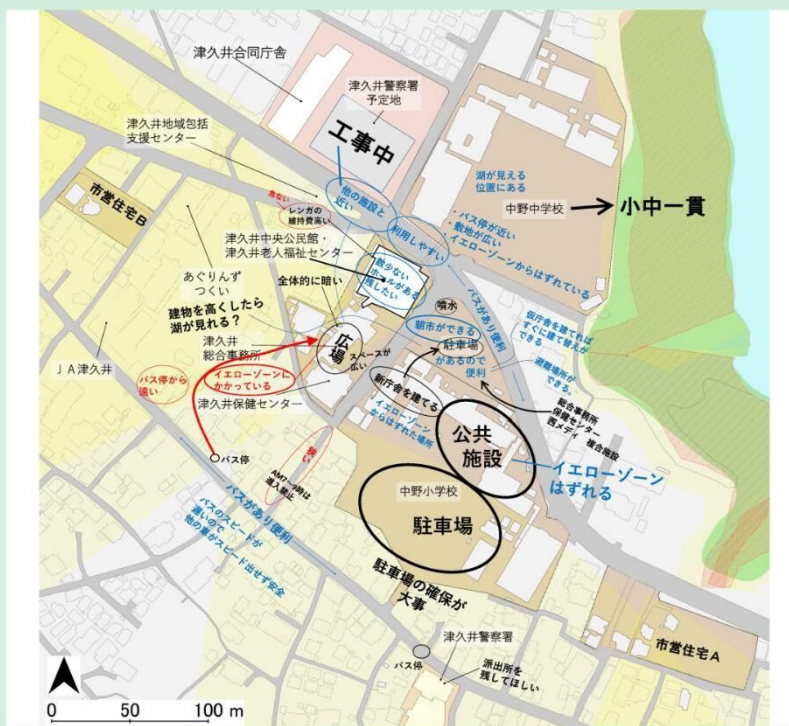 津久井合同庁舎
津久井警察署
予定地
工事中
津久井地域包括
支援センター
市営住宅B
危ない
レンガの
維持費高い
他の施設と
近い
利用しやすい
湖が見える
位置にある
中野中学校
小中一貫
・バス停が近い
・敷地が広い
・イエローゾーンからはずれている
津久井中央公民館・
津久井老人福祉センター
数少ない
ホールがある
残したい
全体的に暗い
あぐりんず
つくい
建物を高くしたら
湖が見れる?
噴水
朝市ができる
駐車場
があるので
便利
バスがあり便利
仮庁舎を建てれば
すぐに建て替えが
できる
避難場所が
できる。
津久井
総合事務所
広場
スペースが
広い
JA津久井
バス停から
遠い
イエローゾーンに
かかっている
津久井保健センター
新庁舎を建てる
イエローゾーン
からはずれた場所
総合事務所
保健センター
西メディ 複合施設
公共
施設
イエローゾーン
はずれる
バス停
狭い
AM7~9時は
進入禁止
中野小学校
駐車場
バスがあり便利
バスのスピードが
遅いので
他の車がスピード出せず安全
駐車場の確保が
大事
市営住宅A
津久井警察署
バス停
派出所を
残してほしい
0 50 100 m